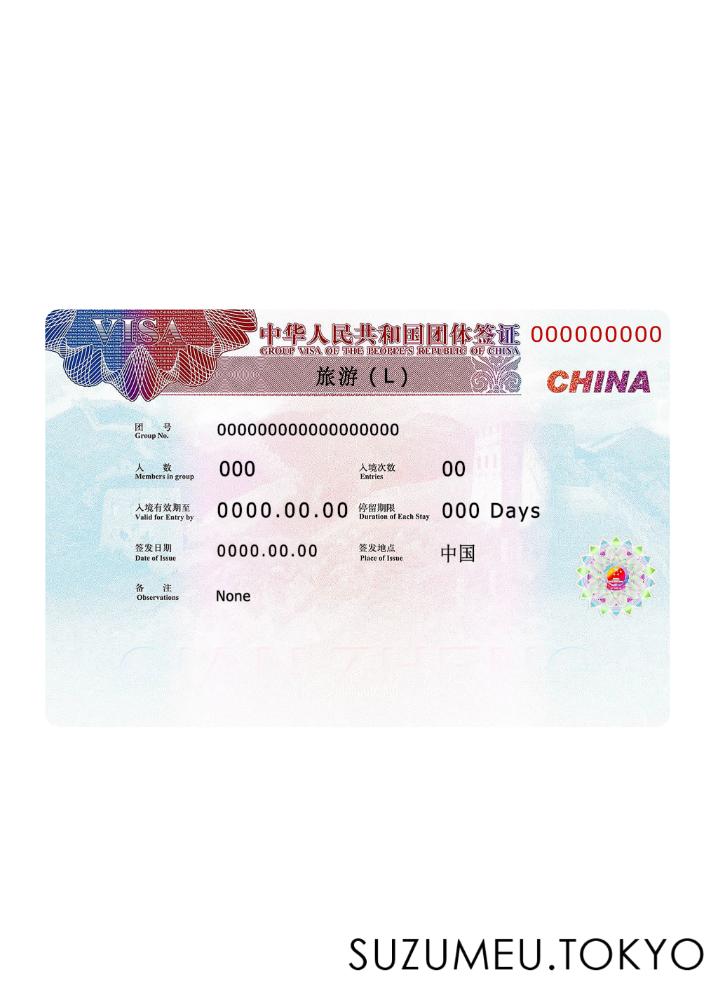 VISA
中华人民共和国团体签证 000000000
GROUP VISA OF THE PEOPLE'S REPUBLIC OF CHINA
旅游 (L)
CHINA
团 号 000000000000000000
Group No.
人 数 000 入境次数 00
Members in group Entries
入境有效期至 0000.00.00 停留期限 000 Days
Valid for Entry by Duration of Each Stay
签发日期 0000.00.00 签发地点 中国
Date of Issue Place of Issue
备 注 None
Observations
QIANZHENG
SUZUMEU.TOKYO